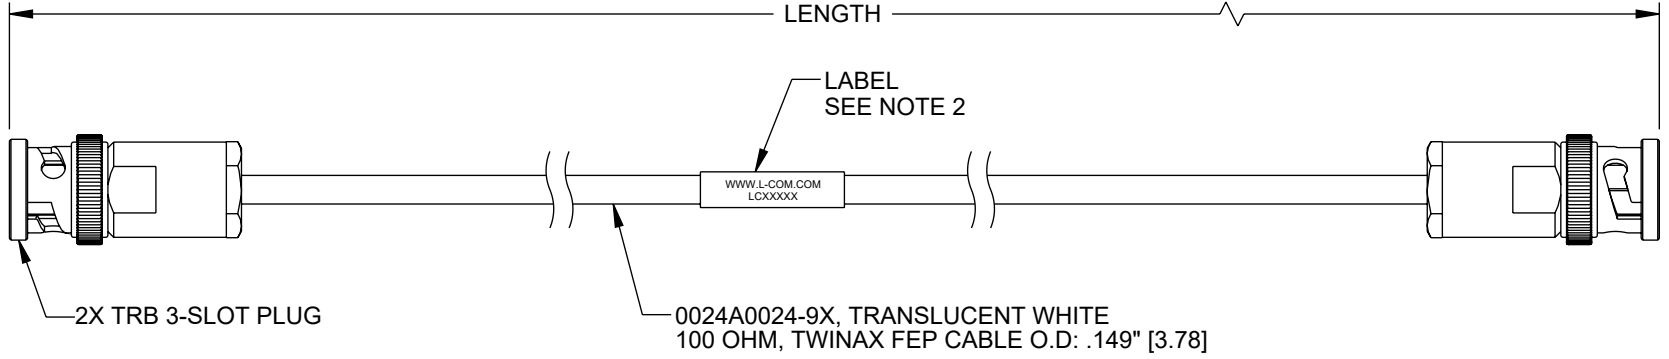 LENGTH
LABEL
SEE NOTE 2
WWW.L-COM.COM
LCXXXXX
2X TRB 3-SLOT PLUG
0024A0024-9X, TRANSLUCENT WHITE
100 OHM, TWINAX FEP CABLE O.D: .149" [3.78]